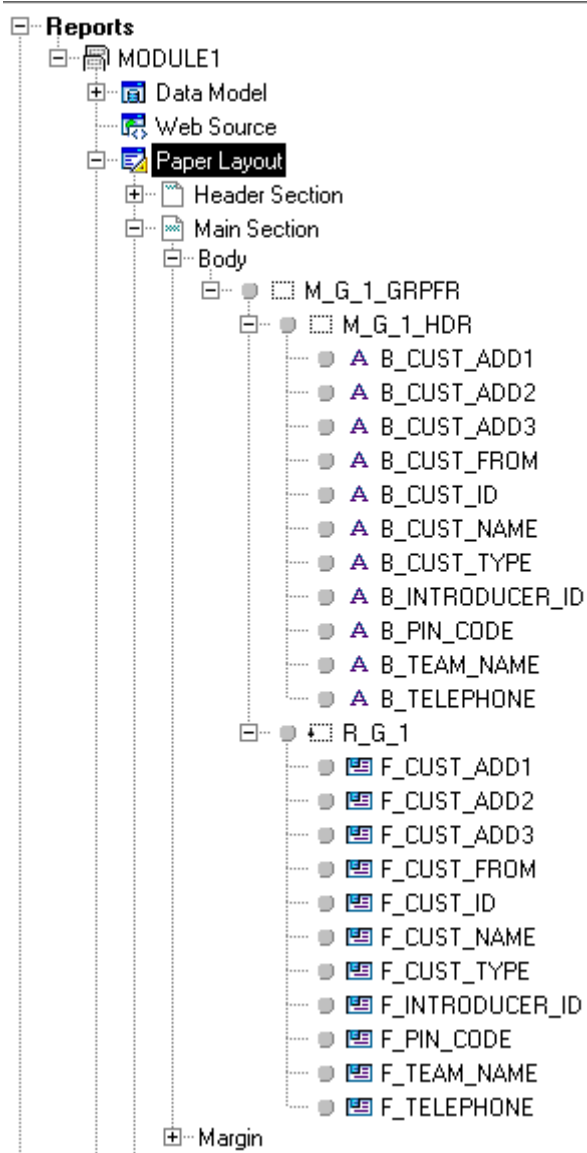 Reports
MODULE1
Data Model
Web Source
Paper Layout
Header Section
Main Section
Body
M_G_1_GRPFR
M_G_1_HDR
A B_CUST_ADD1
A B_CUST_ADD2
A B_CUST_ADD3
A B_CUST_FROM
A B_CUST_ID
A B_CUST_NAME
A B_CUST_TYPE
A B_INTRODUCER_ID
A B_PIN_CODE
A B_TEAM_NAME
A B_TELEPHONE
R_G_1
F_CUST_ADD1
F_CUST_ADD2
F_CUST_ADD3
F_CUST_FROM
F_CUST_ID
F_CUST_NAME
F_CUST_TYPE
F_INTRODUCER_ID
F_PIN_CODE
F_TEAM_NAME
F_TELEPHONE
Margin